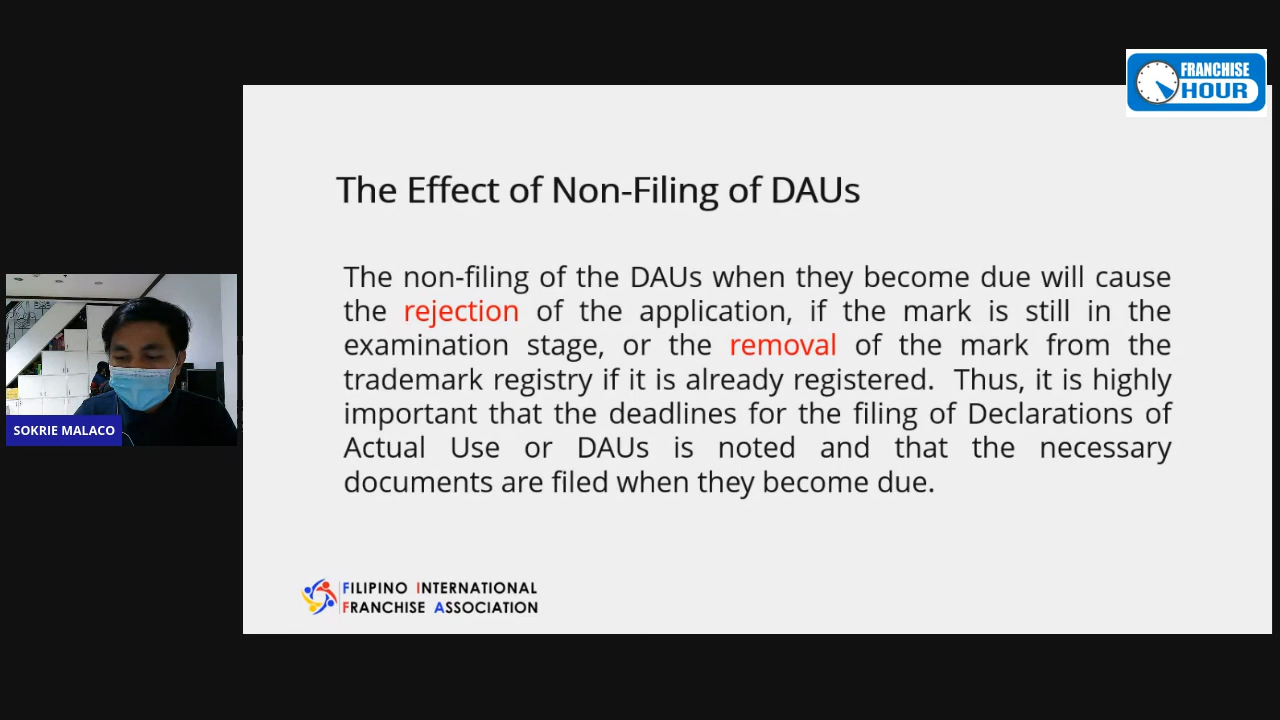 FRANCHISE
HOUR
The Effect of Non-Filing of DAUs
The non-filing of the DAUs when they become due will cause
the rejection of the application, if the mark is still in the
examination stage, or the removal of the mark from the
trademark registry if it is already registered.  Thus, it is highly
important that the deadlines for the filing of Declarations of
Actual Use or DAUs is noted and that the necessary
documents are filed when they become due.
SOKRIE MALACO
FILIPINO INTERNATIONAL
FRANCHISE ASSOCIATION